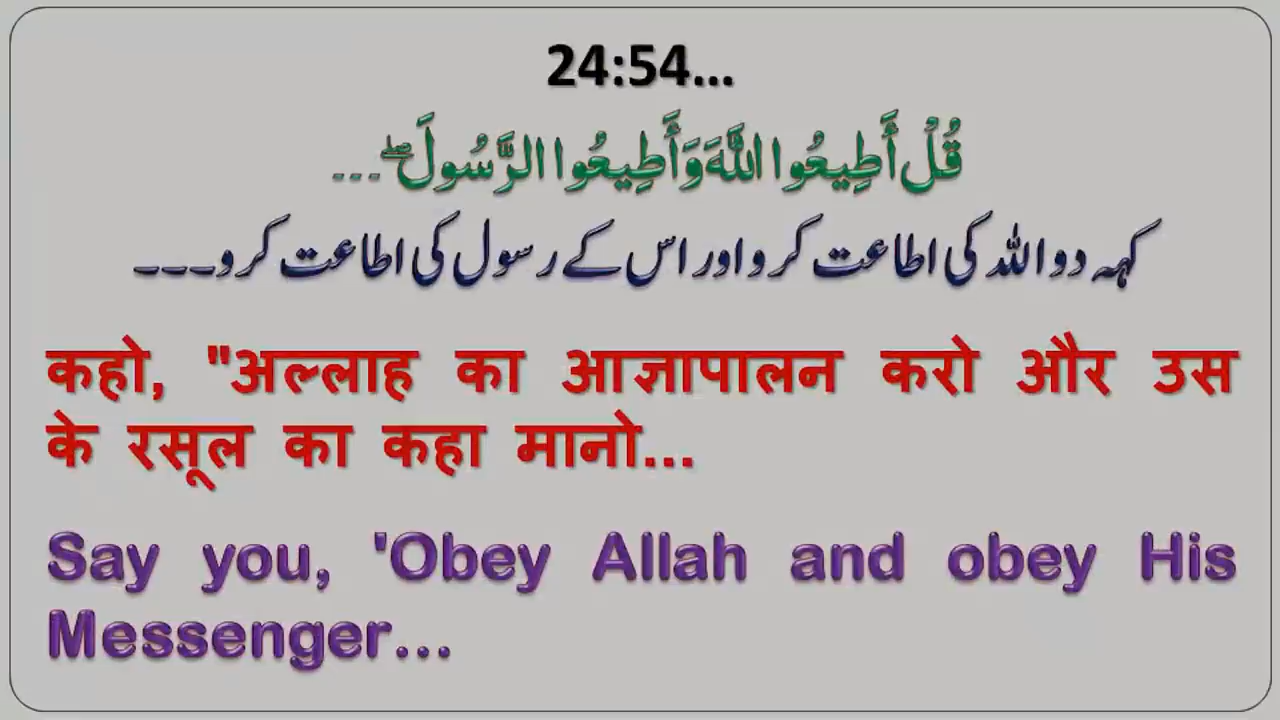 24:54...
قُلْ أَطِيعُوا اللَّهَ وَأَطِيعُوا الرَّسُولَ ۖ ...
کہہ دو اللہ کی اطاعت کرو اور اس کے رسول کی اطاعت کرو۔۔۔
कहो, "अल्लाह का आज्ञापालन करो और उस
के रसूल का कहा मानो...
Say you, 'Obey Allah and obey His
Messenger...